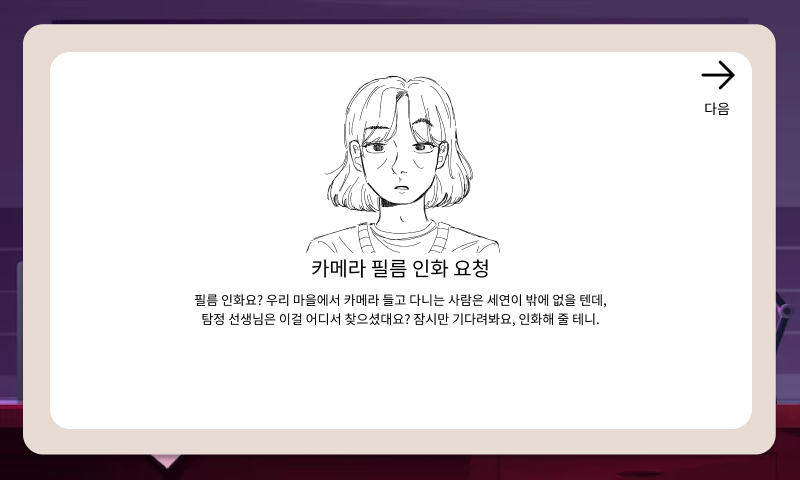 다음
카메라 필름 인화 요청
필름 인화요? 우리 마을에서 카메라 들고 다니는 사람은 세연이 밖에 없을 텐데,
탐정 선생님은 이걸 어디서 찾으셨대요? 잠시만 기다려봐요, 인화해 줄 테니.